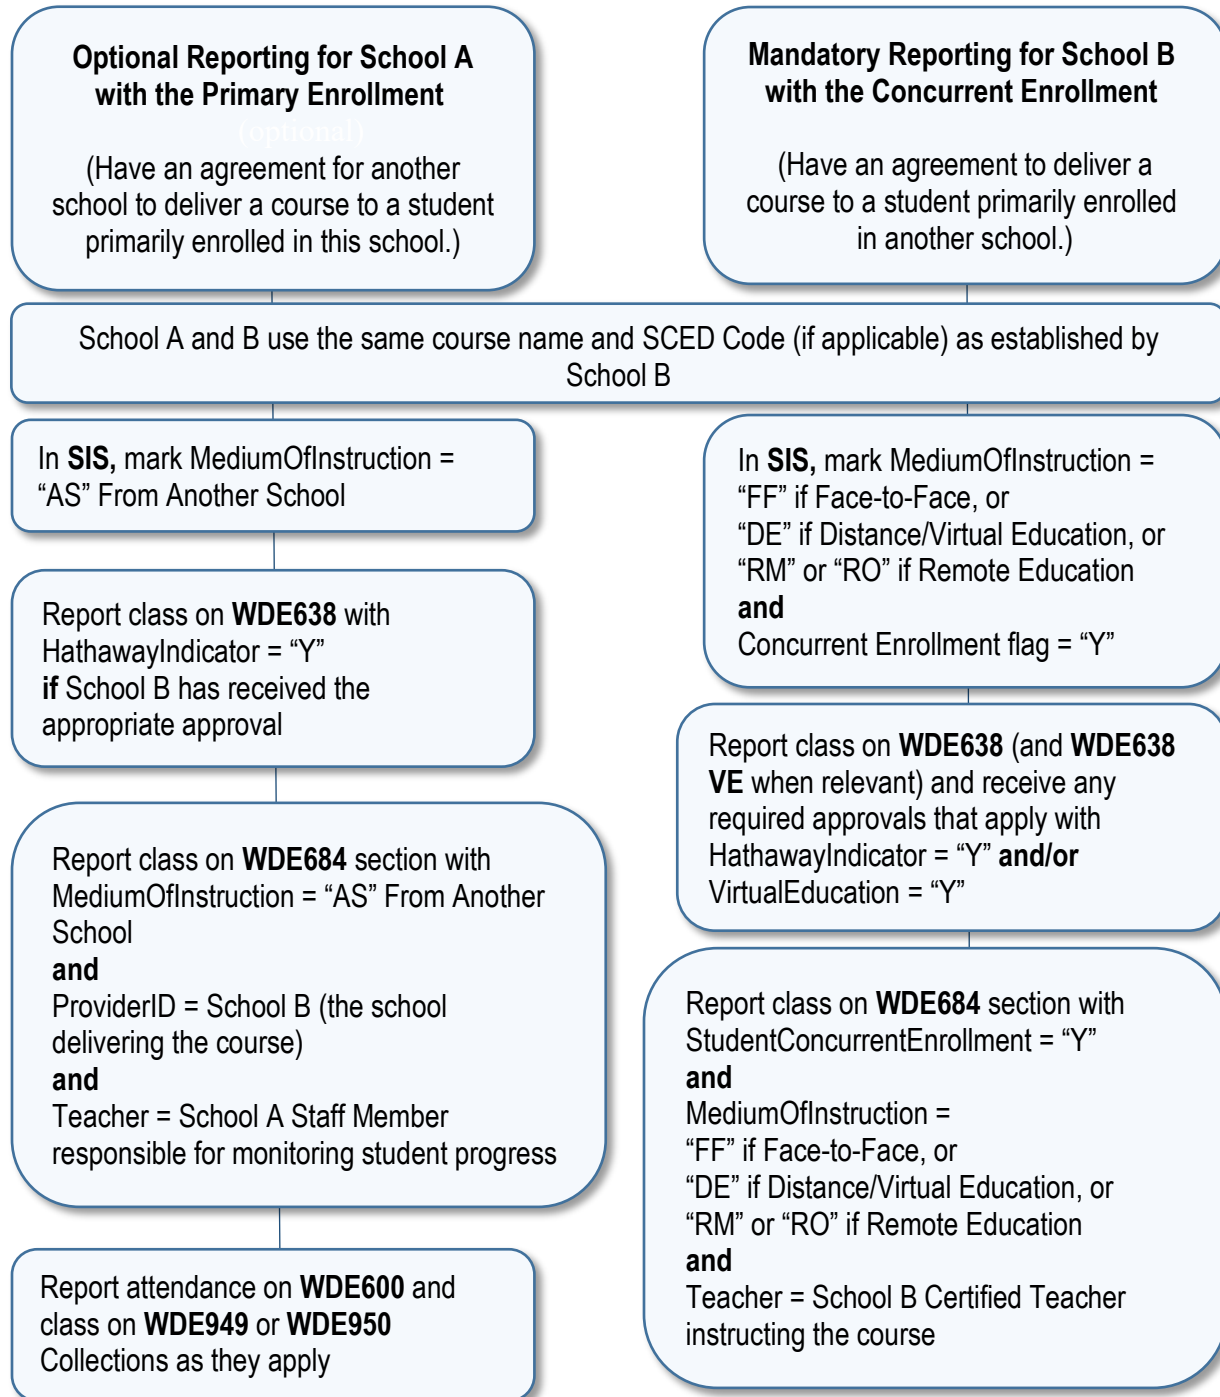 Optional Reporting for School A
with the Primary Enrollment
(optional)
(Have an agreement for another
school to deliver a course to a student
primarily enrolled in this school.)
Mandatory Reporting for School B
with the Concurrent Enrollment
(Have an agreement to deliver a
course to a student primarily enrolled
in another school.)
School A and B use the same course name and SCED Code (if applicable) as established by
School B
In SIS, mark MediumOfInstruction =
“AS” From Another School
Report class on WDE638 with
HathawayIndicator = “Y”
if School B has received the
appropriate approval
Report class on WDE684 section with
MediumOfInstruction = “AS” From Another
School
and
ProviderID = School B (the school
delivering the course)
and
Teacher = School A Staff Member
responsible for monitoring student progress
Report attendance on WDE600 and
class on WDE949 or WDE950
Collections as they apply
In SIS, mark MediumOfInstruction =
“FF” if Face-to-Face, or
“DE” if Distance/Virtual Education, or
“RM” or “RO” if Remote Education
and
Concurrent Enrollment flag = “Y”
Report class on WDE638 (and WDE638
VE when relevant) and receive any
required approvals that apply with
HathawayIndicator = “Y” and/or
VirtualEducation = “Y”
Report class on WDE684 section with
StudentConcurrentEnrollment = “Y”
and
MediumOfInstruction =
“FF” if Face-to-Face, or
“DE” if Distance/Virtual Education, or
“RM” or “RO” if Remote Education
and
Teacher = School B Certified Teacher
instructing the course